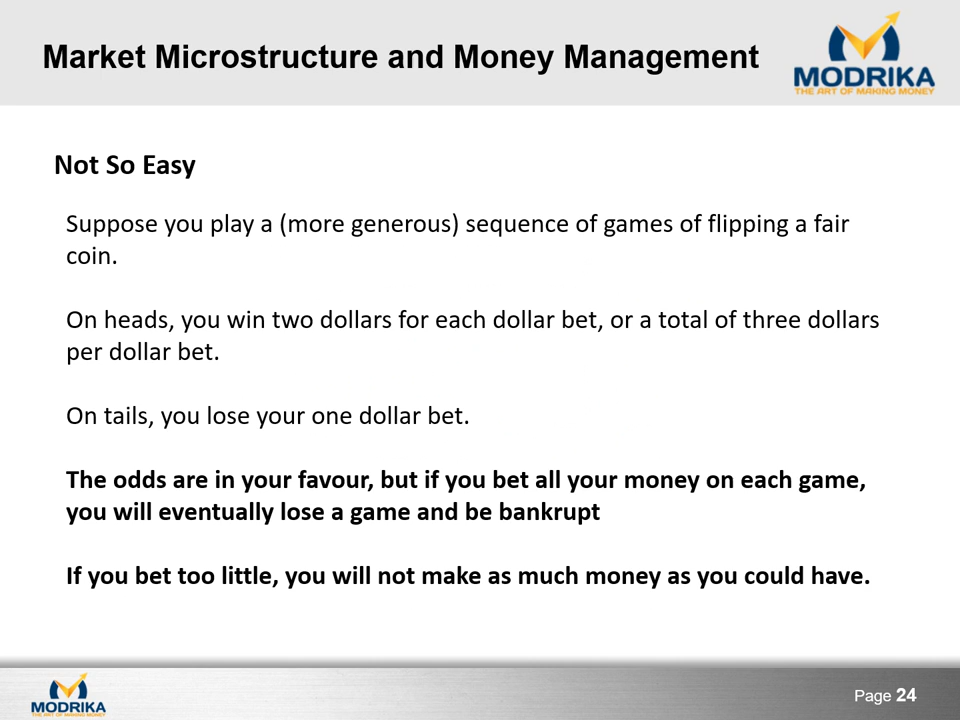 Market Microstructure and Money Management
MODRIKA
THE ART OF MAKING MONEY
Not So Easy
Suppose you play a (more generous) sequence of games of flipping a fair
coin.
On heads, you win two dollars for each dollar bet, or a total of three dollars
per dollar bet.
On tails, you lose your one dollar bet.
The odds are in your favour, but if you bet all your money on each game,
you will eventually lose a game and be bankrupt
If you bet too little, you will not make as much money as you could have.
MODRIKA
THE ART OF MAKING MONEY
Page 24